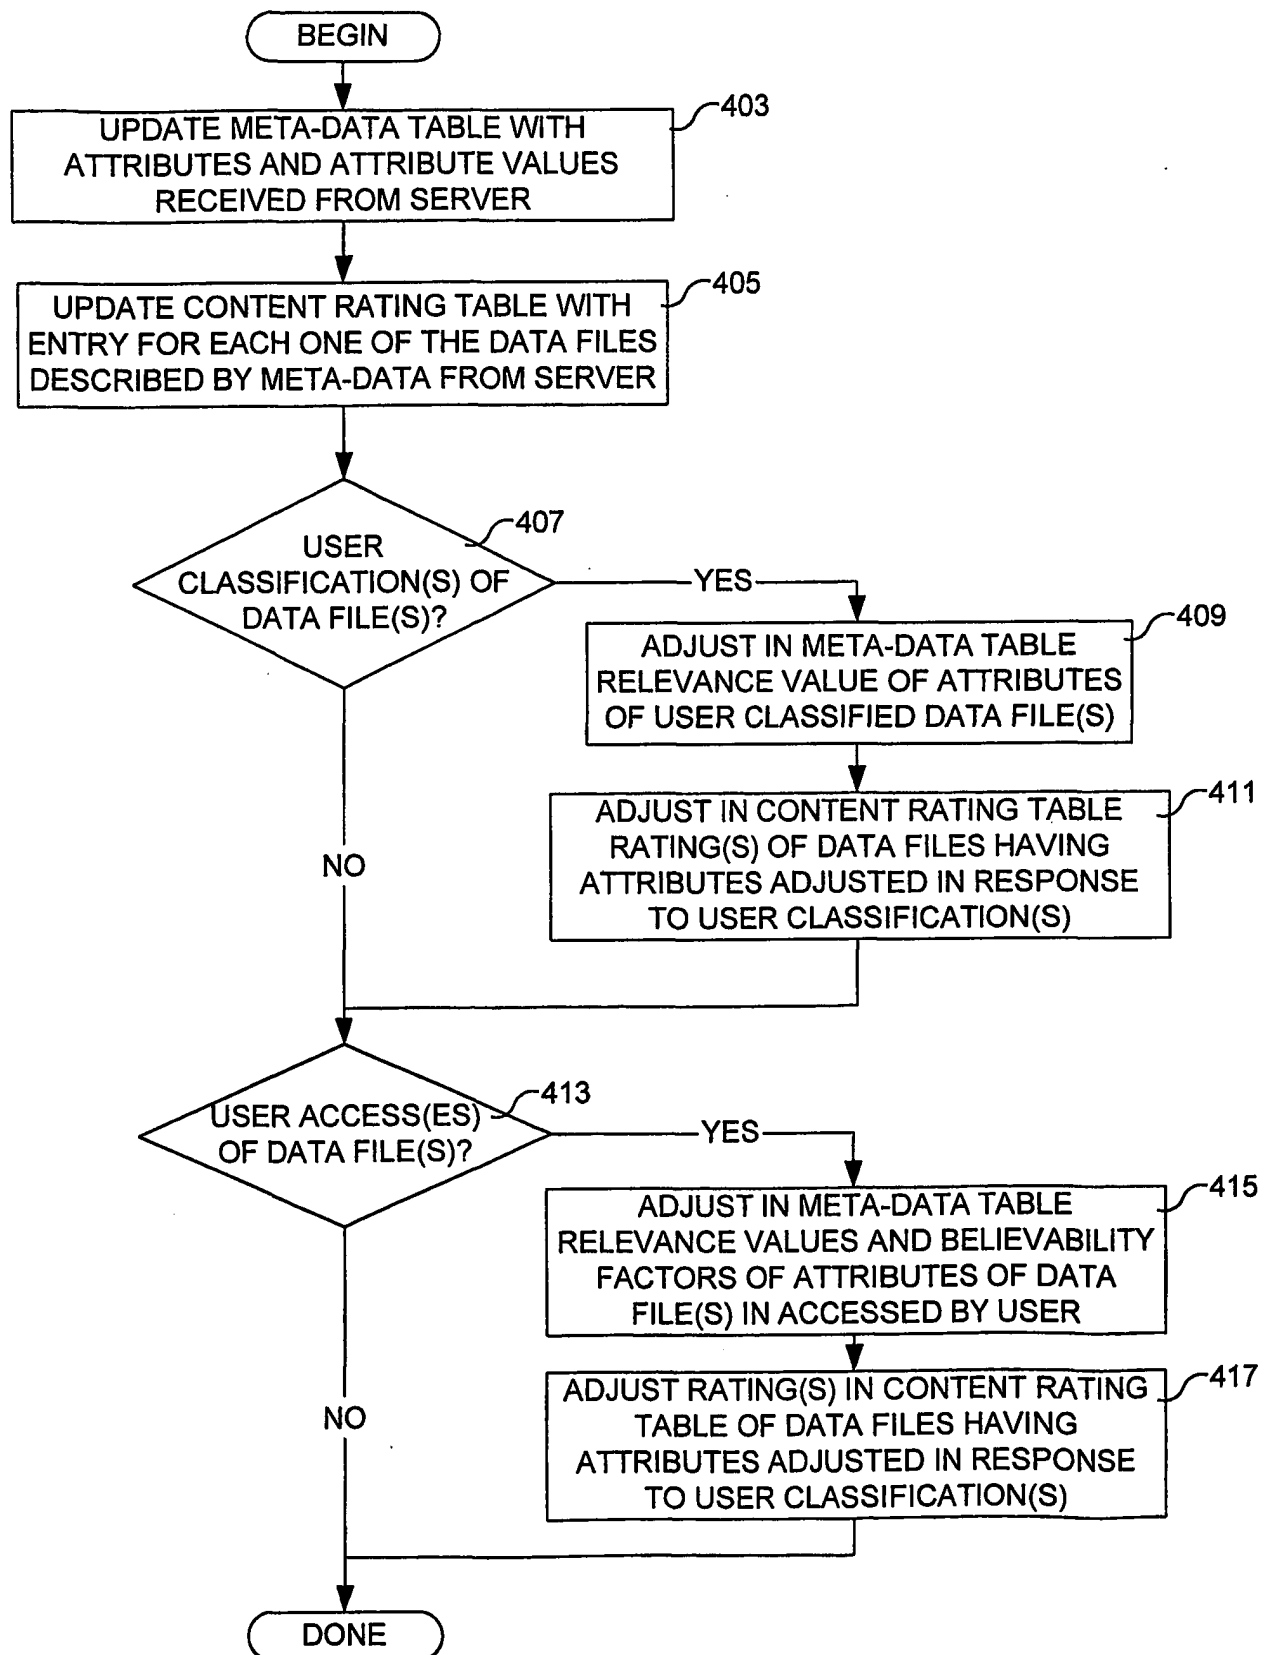 BEGIN
403
UPDATE META-DATA TABLE WITH
ATTRIBUTES AND ATTRIBUTE VALUES
RECEIVED FROM SERVER
405
UPDATE CONTENT RATING TABLE WITH
ENTRY FOR EACH ONE OF THE DATA FILES
DESCRIBED BY META-DATA FROM SERVER
407
USER
CLASSIFICATION(S) OF
DATA FILE(S)?
YES
409
ADJUST IN META-DATA TABLE
RELEVANCE VALUE OF ATTRIBUTES
OF USER CLASSIFIED DATA FILE(S)
411
ADJUST IN CONTENT RATING TABLE
RATING(S) OF DATA FILES HAVING
ATTRIBUTES ADJUSTED IN RESPONSE
TO USER CLASSIFICATION(S)
NO
413
USER ACCESS(ES)
OF DATA FILE(S)?
YES
415
ADJUST IN META-DATA TABLE
RELEVANCE VALUES AND BELIEVABILITY
FACTORS OF ATTRIBUTES OF DATA
FILE(S) IN ACCESSED BY USER
417
ADJUST RATING(S) IN CONTENT RATING
TABLE OF DATA FILES HAVING
ATTRIBUTES ADJUSTED IN RESPONSE
TO USER CLASSIFICATION(S)
NO
DONE